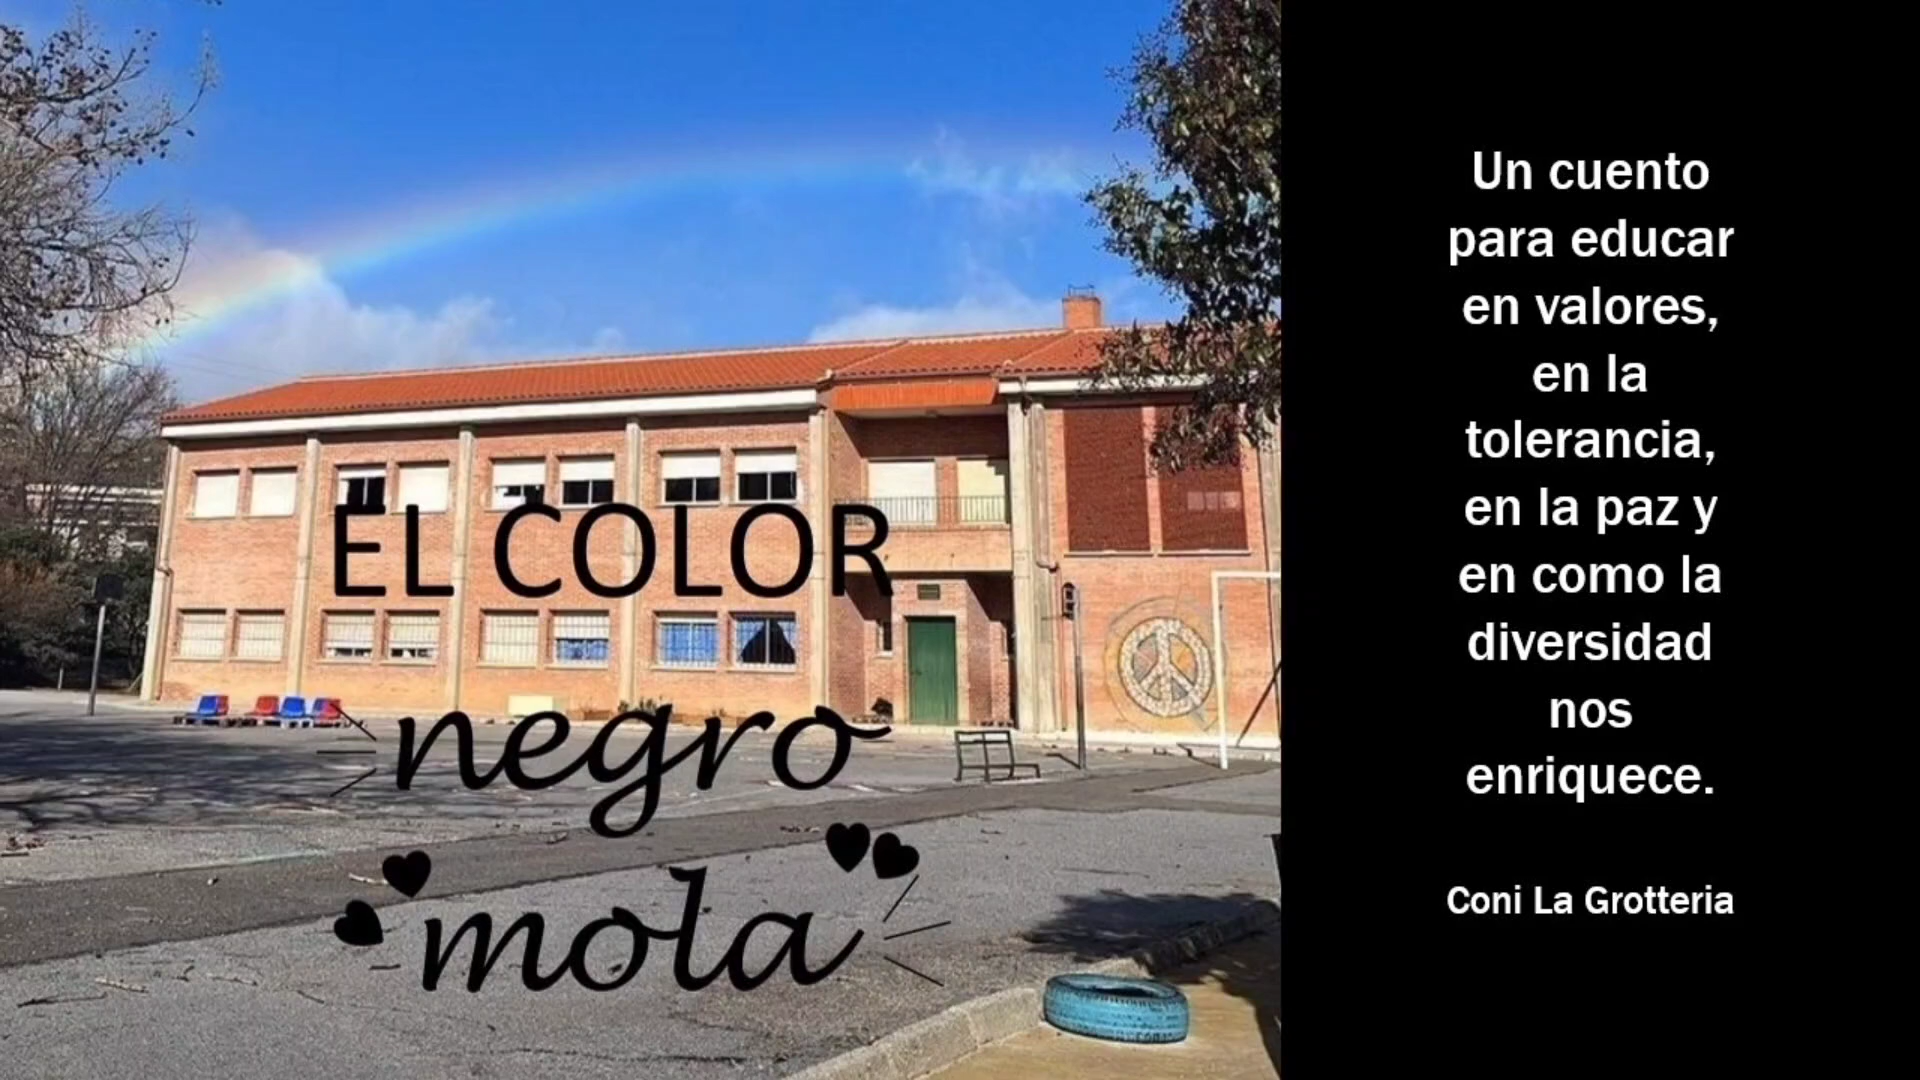 EL COLOR
negro
mola
Un cuento
para educar
en valores,
en la
tolerancia,
en la paz y
en como la
diversidad
nos
enriquece.
Coni La Grotteria